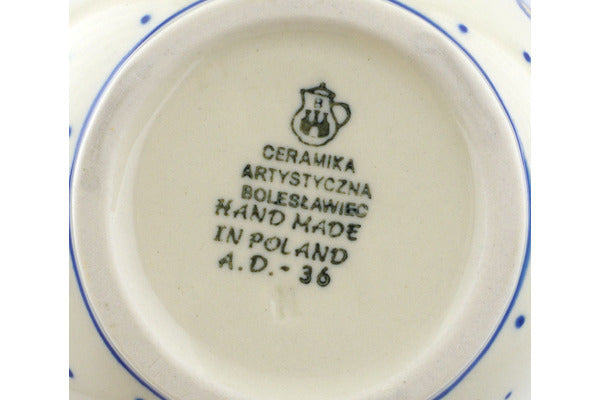 B
CERAMIKA
ARTYSTYCZNA
BOLESŁAWIEC
HAND MADE
IN POLAND
A.D.-36